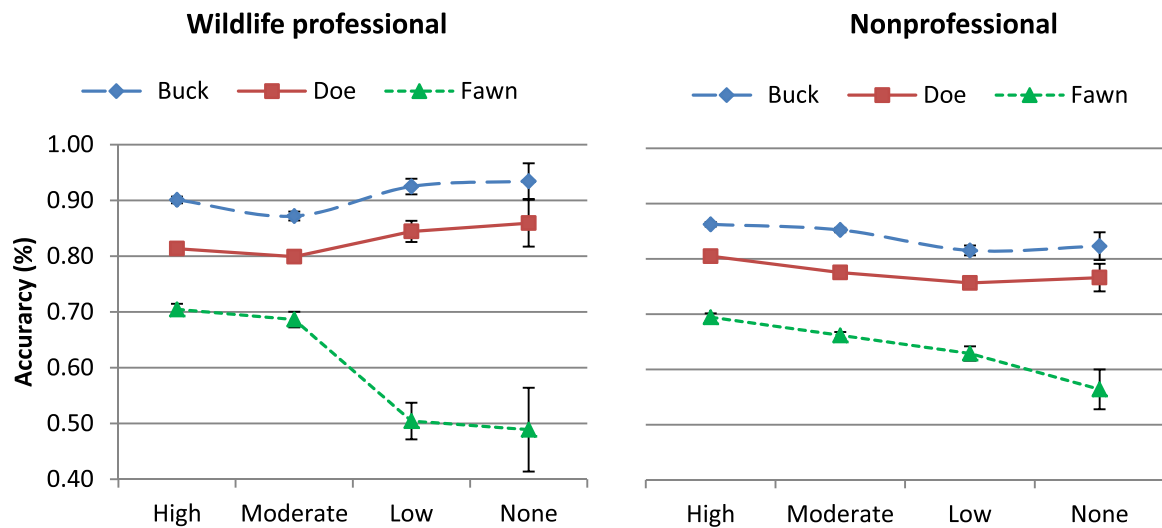 Wildlife professional
Nonprofessional
Buck Doe Fawn
Buck Doe Fawn
Accurarcy (%)
1.00
0.90
0.80
0.70
0.60
0.50
0.40
High Moderate Low None
High Moderate Low None